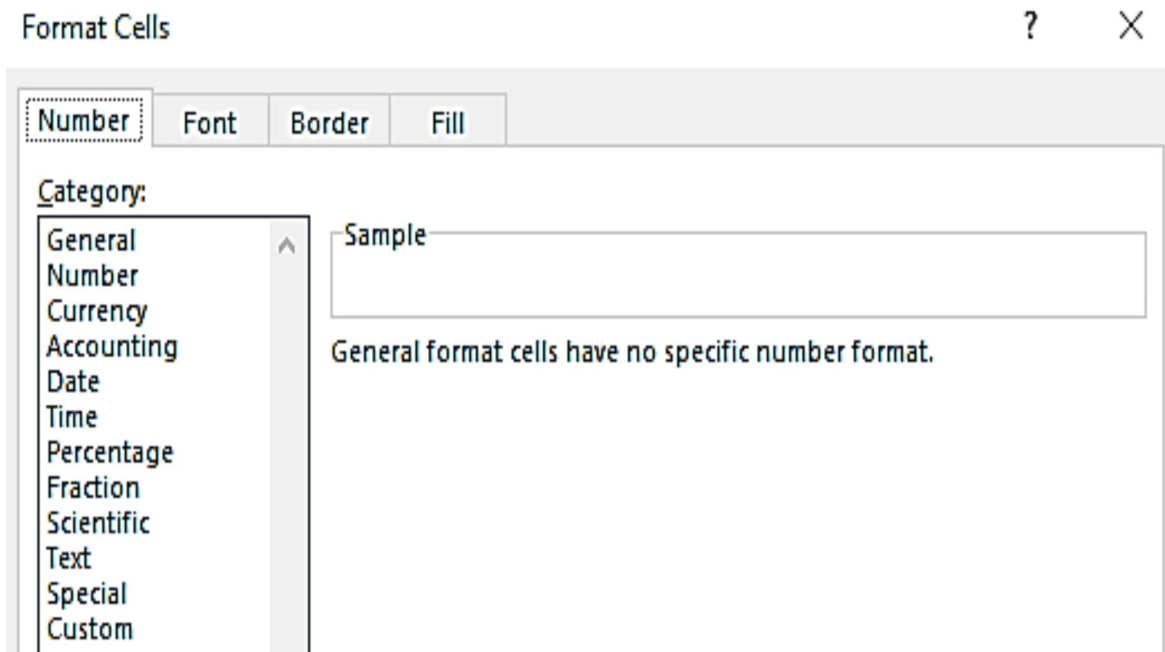 Format Cells ? X
Number Font Border Fill
Category:
General
Number
Currency
Accounting
Date
Time
Percentage
Fraction
Scientific
Text
Special
Custom
Sample
General format cells have no specific number format.